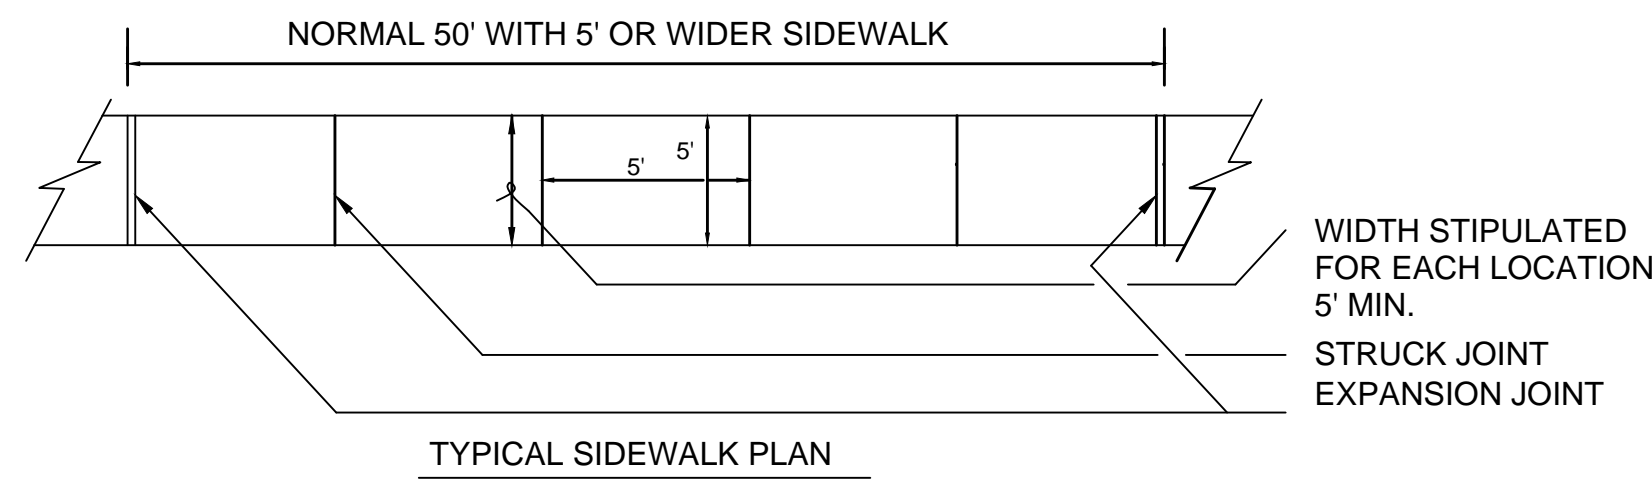 NORMAL 50' WITH 5' OR WIDER SIDEWALK
5'
5'
WIDTH STIPULATED
FOR EACH LOCATION
5' MIN.
STRUCK JOINT
EXPANSION JOINT
TYPICAL SIDEWALK PLAN